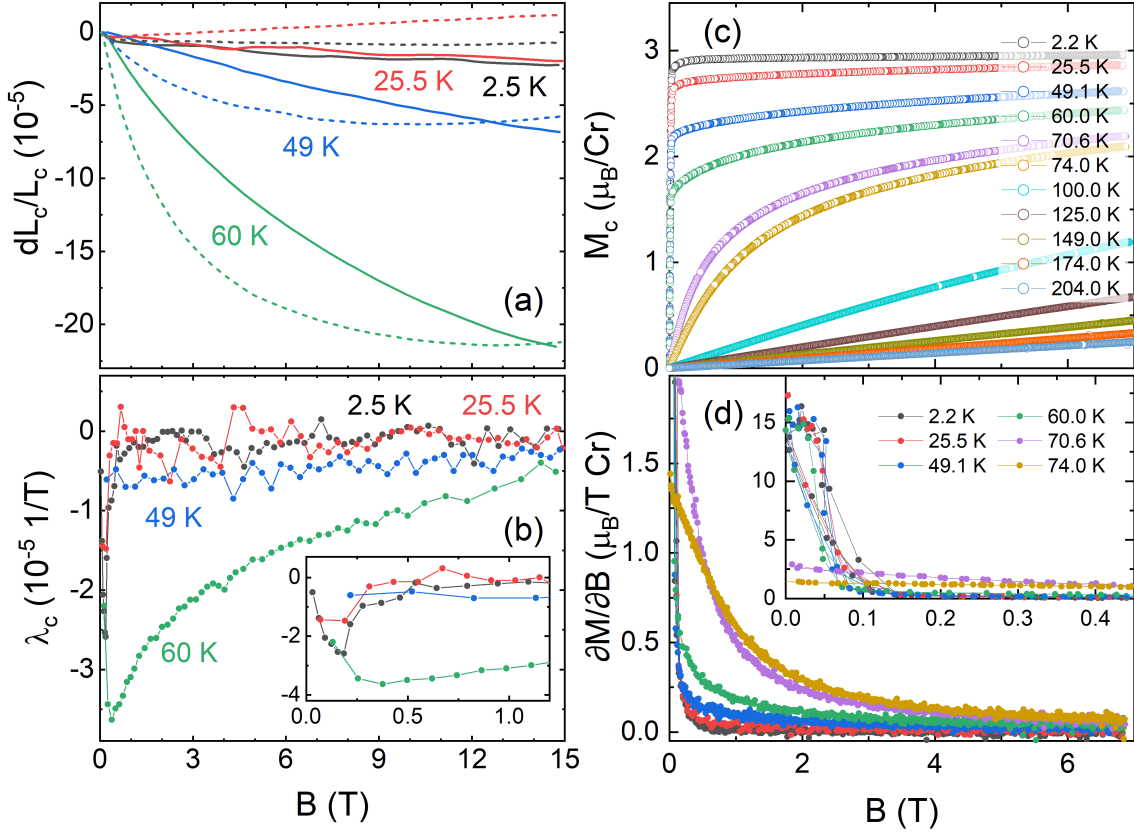 0
-5
-10
-15
-20
dL_c/L_c (10^-5)
25.5 K
2.5 K
49 K
60 K
(a)
0
-1
-2
-3
λ_c (10^-5 1/T)
2.5 K
25.5 K
49 K
(b)
60 K
0
-2
-4
0.0
0.5
1.0
0
3
6
9
12
15
B (T)
3
2
1
0
M_c (μ_B/Cr)
(c)
2.2 K
25.5 K
49.1 K
60.0 K
70.6 K
74.0 K
100.0 K
125.0 K
149.0 K
174.0 K
204.0 K
1.5
1.0
0.5
0.0
∂M/∂B (μ_B/T Cr)
(d)
15
10
5
0
2.2 K
60.0 K
25.5 K
70.6 K
49.1 K
74.0 K
0.0
0.1
0.2
0.3
0.4
0
2
4
6
B (T)